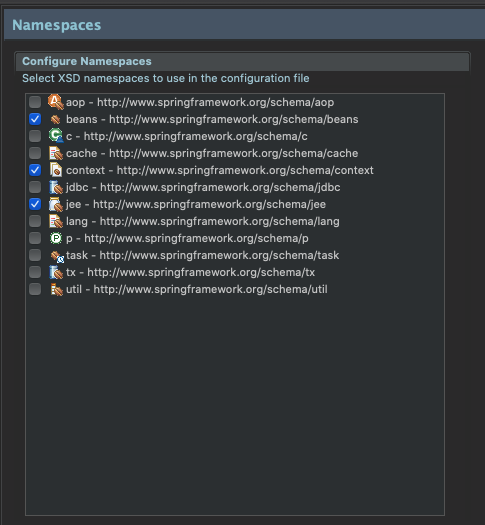 Namespaces
Configure Namespaces
Select XSD namespaces to use in the configuration file
aop - http://www.springframework.org/schema/aop
beans - http://www.springframework.org/schema/beans
c - http://www.springframework.org/schema/c
cache - http://www.springframework.org/schema/cache
context - http://www.springframework.org/schema/context
jdbc - http://www.springframework.org/schema/jdbc
jee - http://www.springframework.org/schema/jee
lang - http://www.springframework.org/schema/lang
p - http://www.springframework.org/schema/p
task - http://www.springframework.org/schema/task
tx - http://www.springframework.org/schema/tx
util - http://www.springframework.org/schema/util